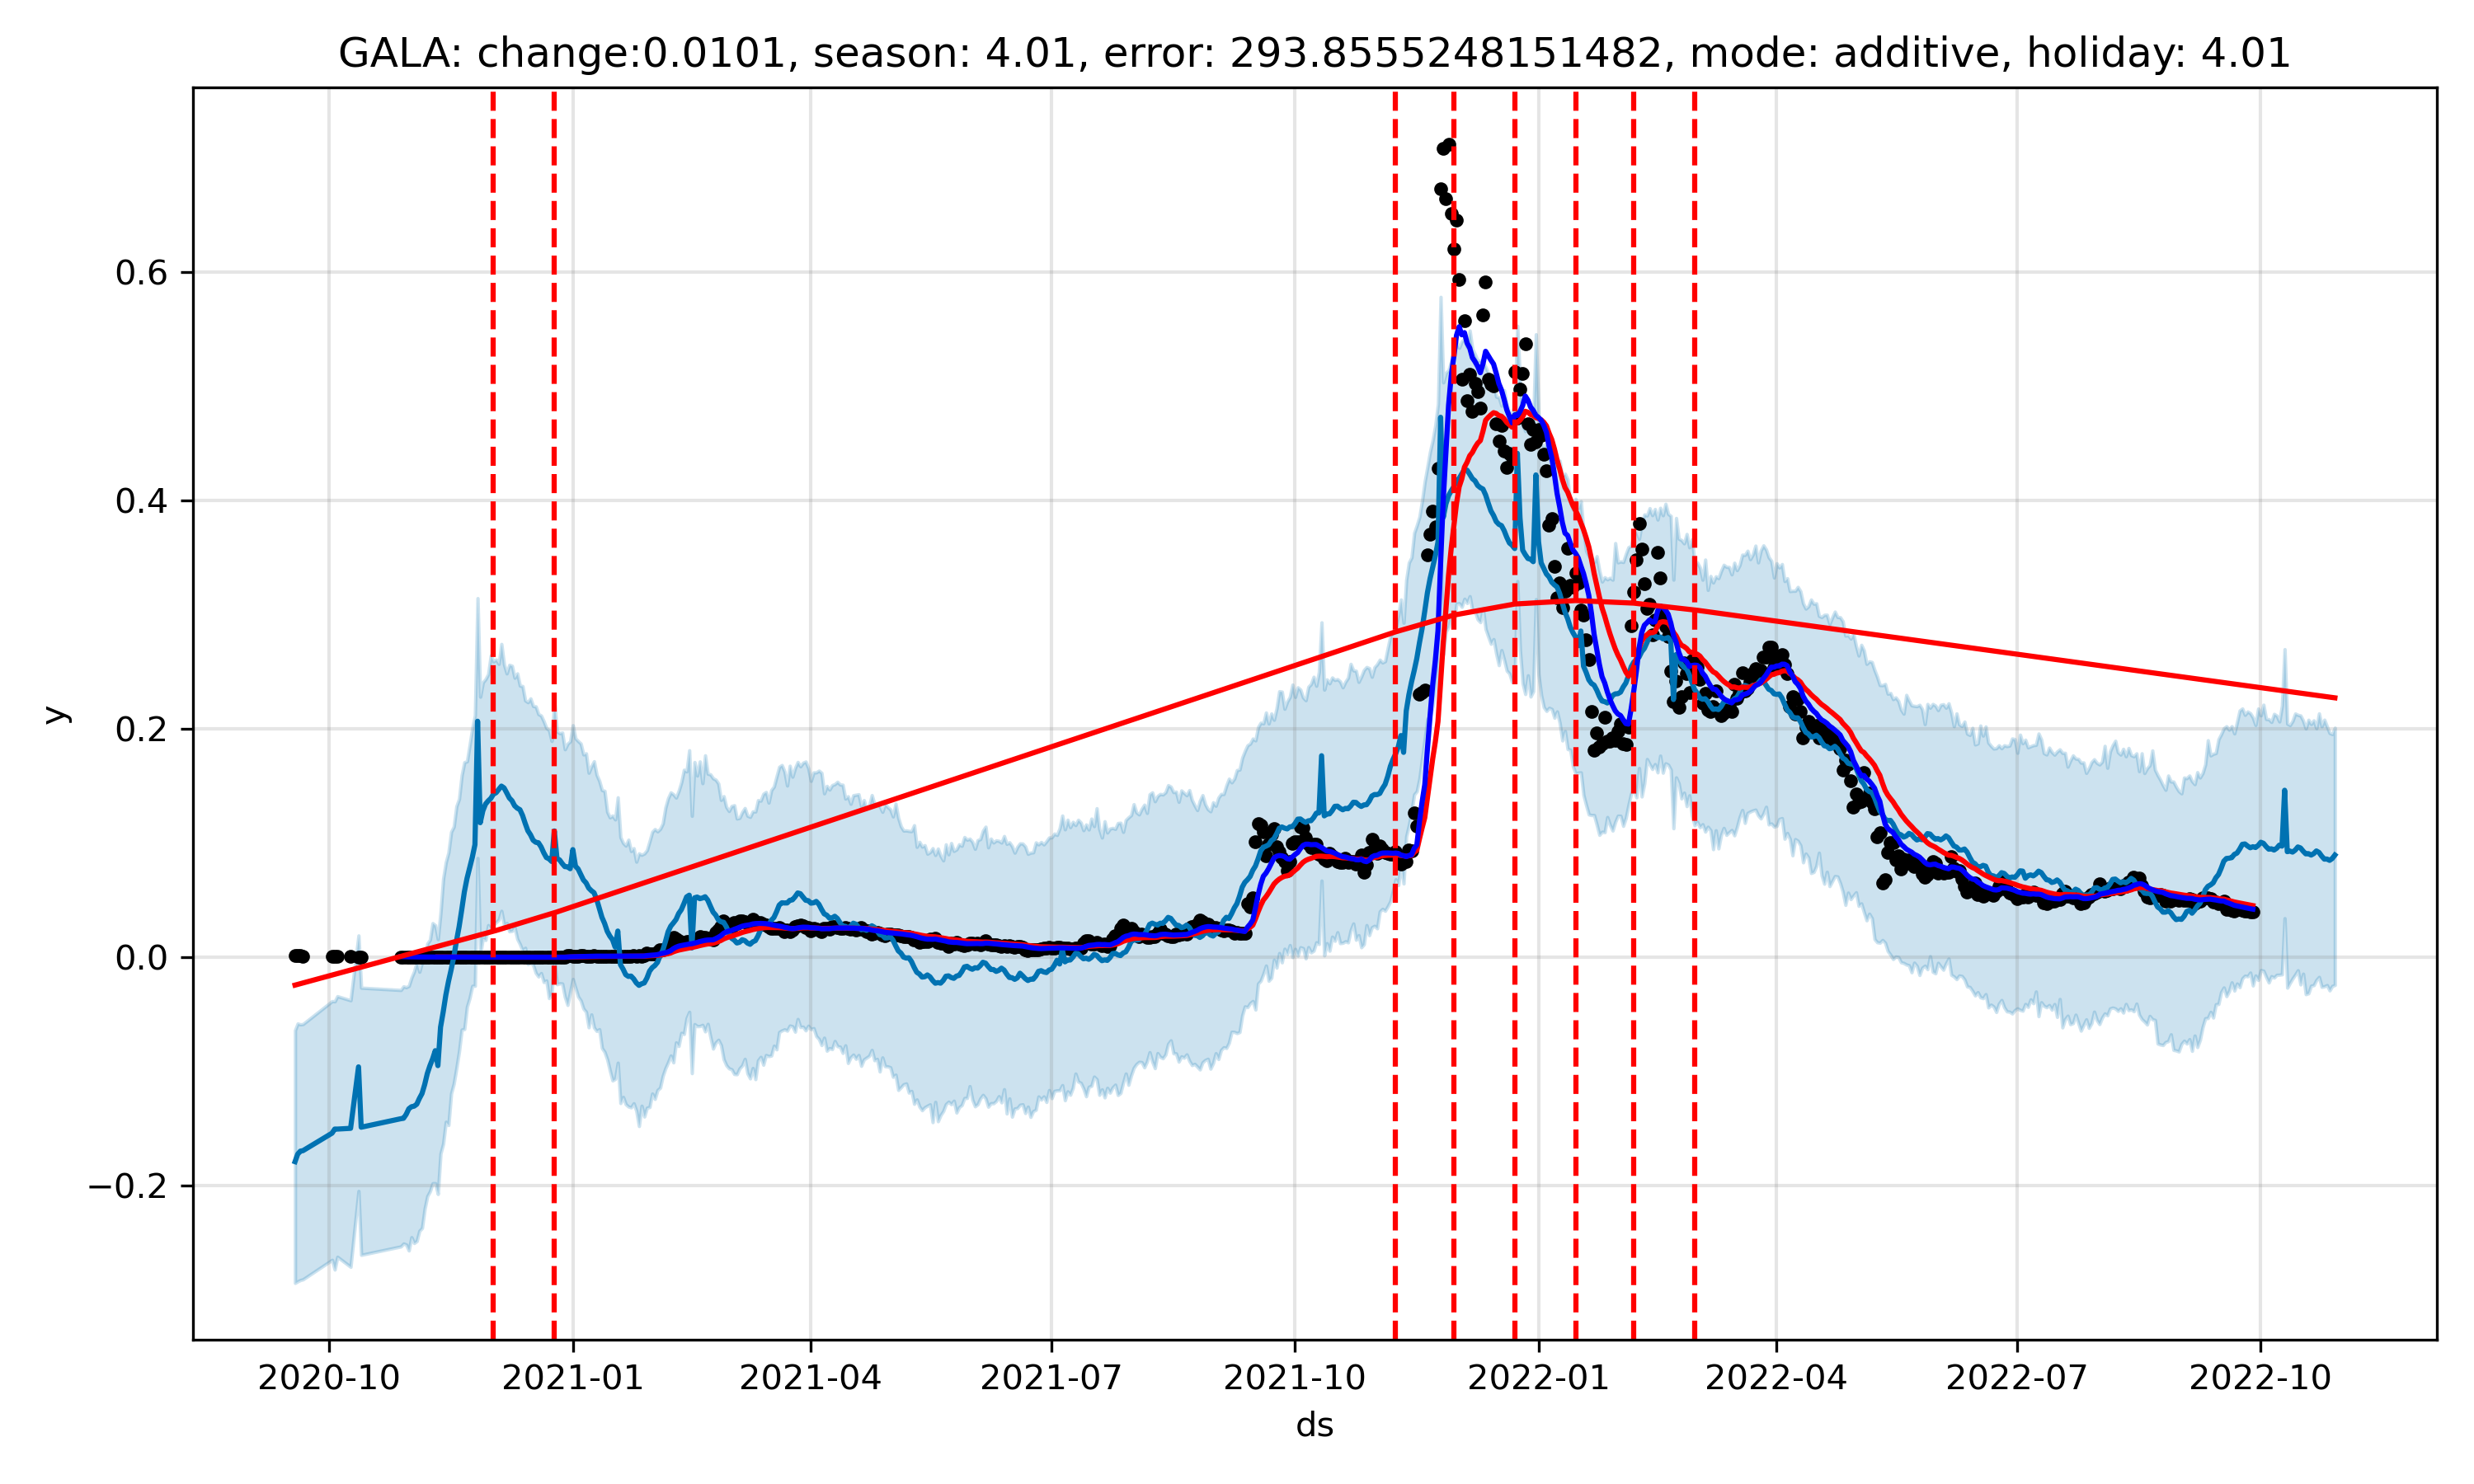 GALA: change:0.0101, season: 4.01, error: 293.8555248151482, mode: additive, holiday: 4.01
y
0.6
0.4
0.2
0.0
−0.2
2020-10 2021-01 2021-04 2021-07 2021-10 2022-01 2022-04 2022-07 2022-10
ds